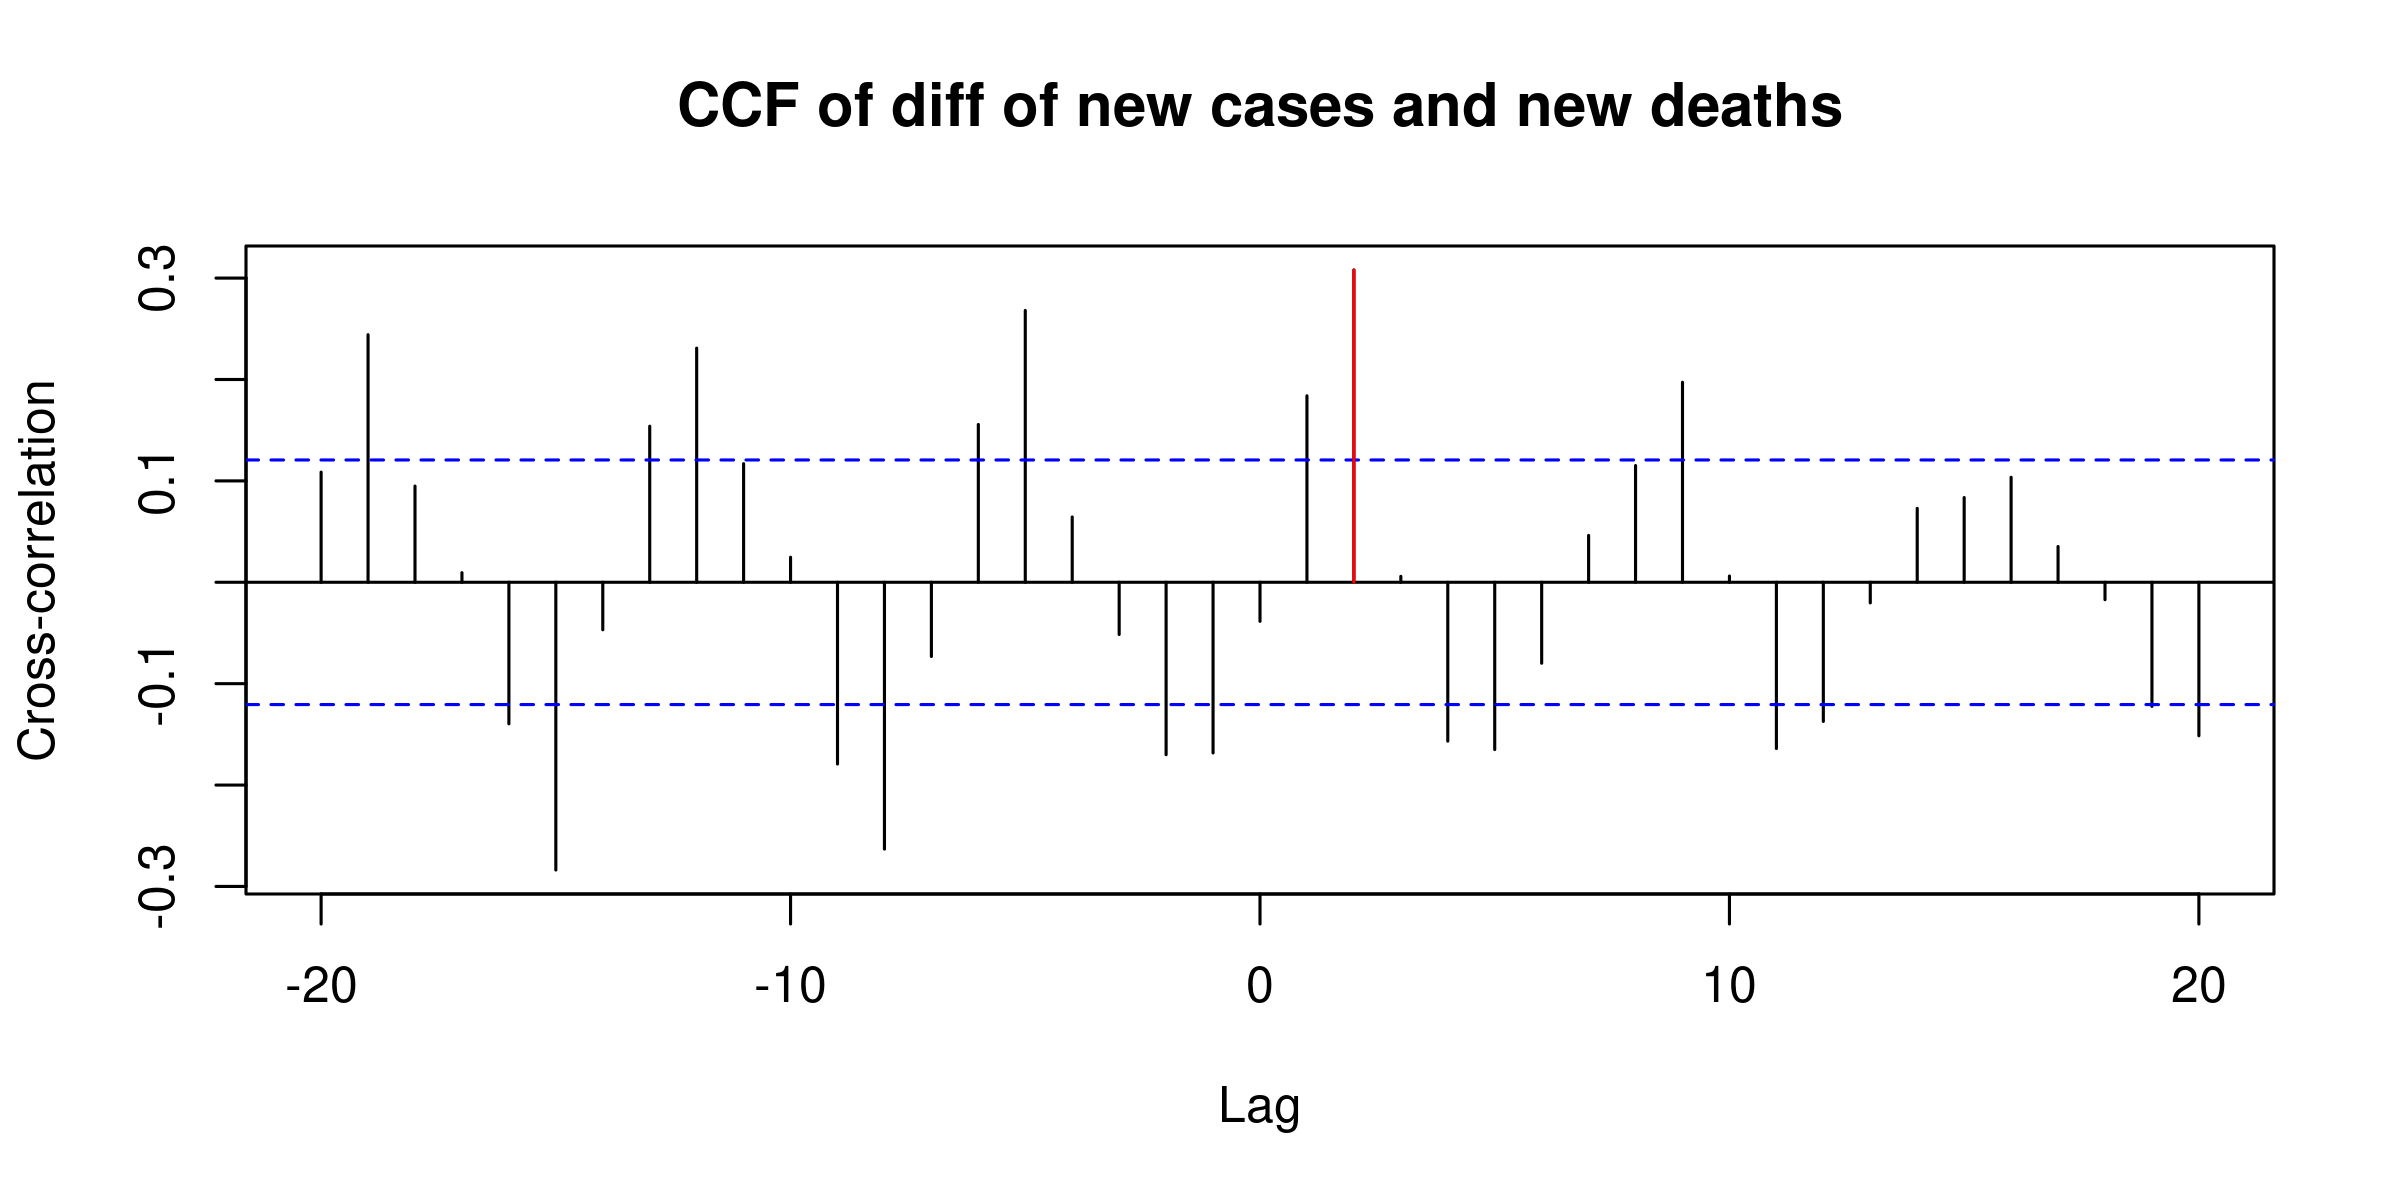 CCF of diff of new cases and new deaths
Cross-correlation
0.3
0.1
-0.1
-0.3
-20 -10 0 10 20
Lag